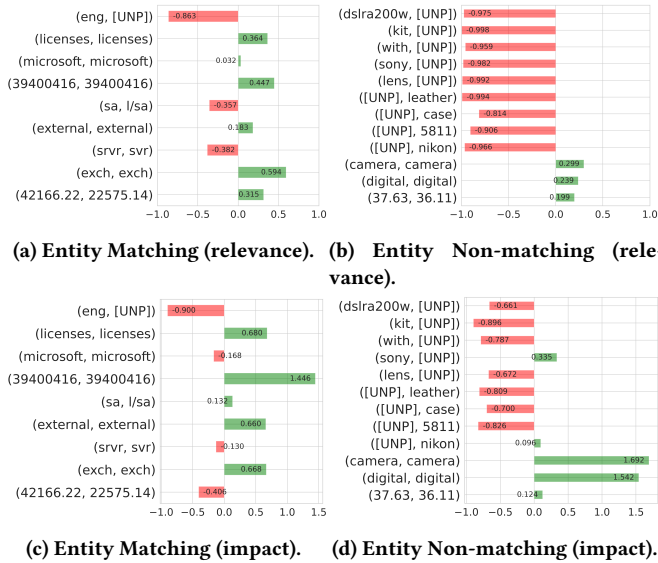 (eng, [UNP])
-0.863
(licenses, licenses)
0.364
(microsoft, microsoft)
0.032
(39400416, 39400416)
0.447
(sa, l/sa)
-0.357
(external, external)
0.183
(srvr, svr)
-0.382
(exch, exch)
0.594
(42166.22, 22575.14)
0.315
−1.0 −0.5 0.0 0.5 1.0
(a) Entity Matching (relevance).
(dslra200w, [UNP])
-0.975
(kit, [UNP])
-0.998
(with, [UNP])
-0.959
(sony, [UNP])
-0.982
(lens, [UNP])
-0.992
([UNP], leather)
-0.994
([UNP], case)
-0.814
([UNP], 5811)
-0.906
([UNP], nikon)
-0.966
(camera, camera)
0.299
(digital, digital)
0.239
(37.63, 36.11)
0.199
−1.0 −0.5 0.0 0.5 1.0
(b) Entity Non-matching (rele-
vance).
(eng, [UNP])
-0.900
(licenses, licenses)
0.680
(microsoft, microsoft)
-0.168
(39400416, 39400416)
1.446
(sa, l/sa)
0.132
(external, external)
0.660
(srvr, svr)
-0.130
(exch, exch)
0.668
(42166.22, 22575.14)
-0.406
−1.0 −0.5 0.0 0.5 1.0 1.5
(c) Entity Matching (impact).
(dslra200w, [UNP])
-0.661
(kit, [UNP])
-0.896
(with, [UNP])
-0.787
(sony, [UNP])
0.335
(lens, [UNP])
-0.672
([UNP], leather)
-0.809
([UNP], case)
-0.700
([UNP], 5811)
-0.826
([UNP], nikon)
0.096
(camera, camera)
1.692
(digital, digital)
1.542
(37.63, 36.11)
0.124
−1.0 −0.5 0.0 0.5 1.0 1.5
(d) Entity Non-matching (impact).